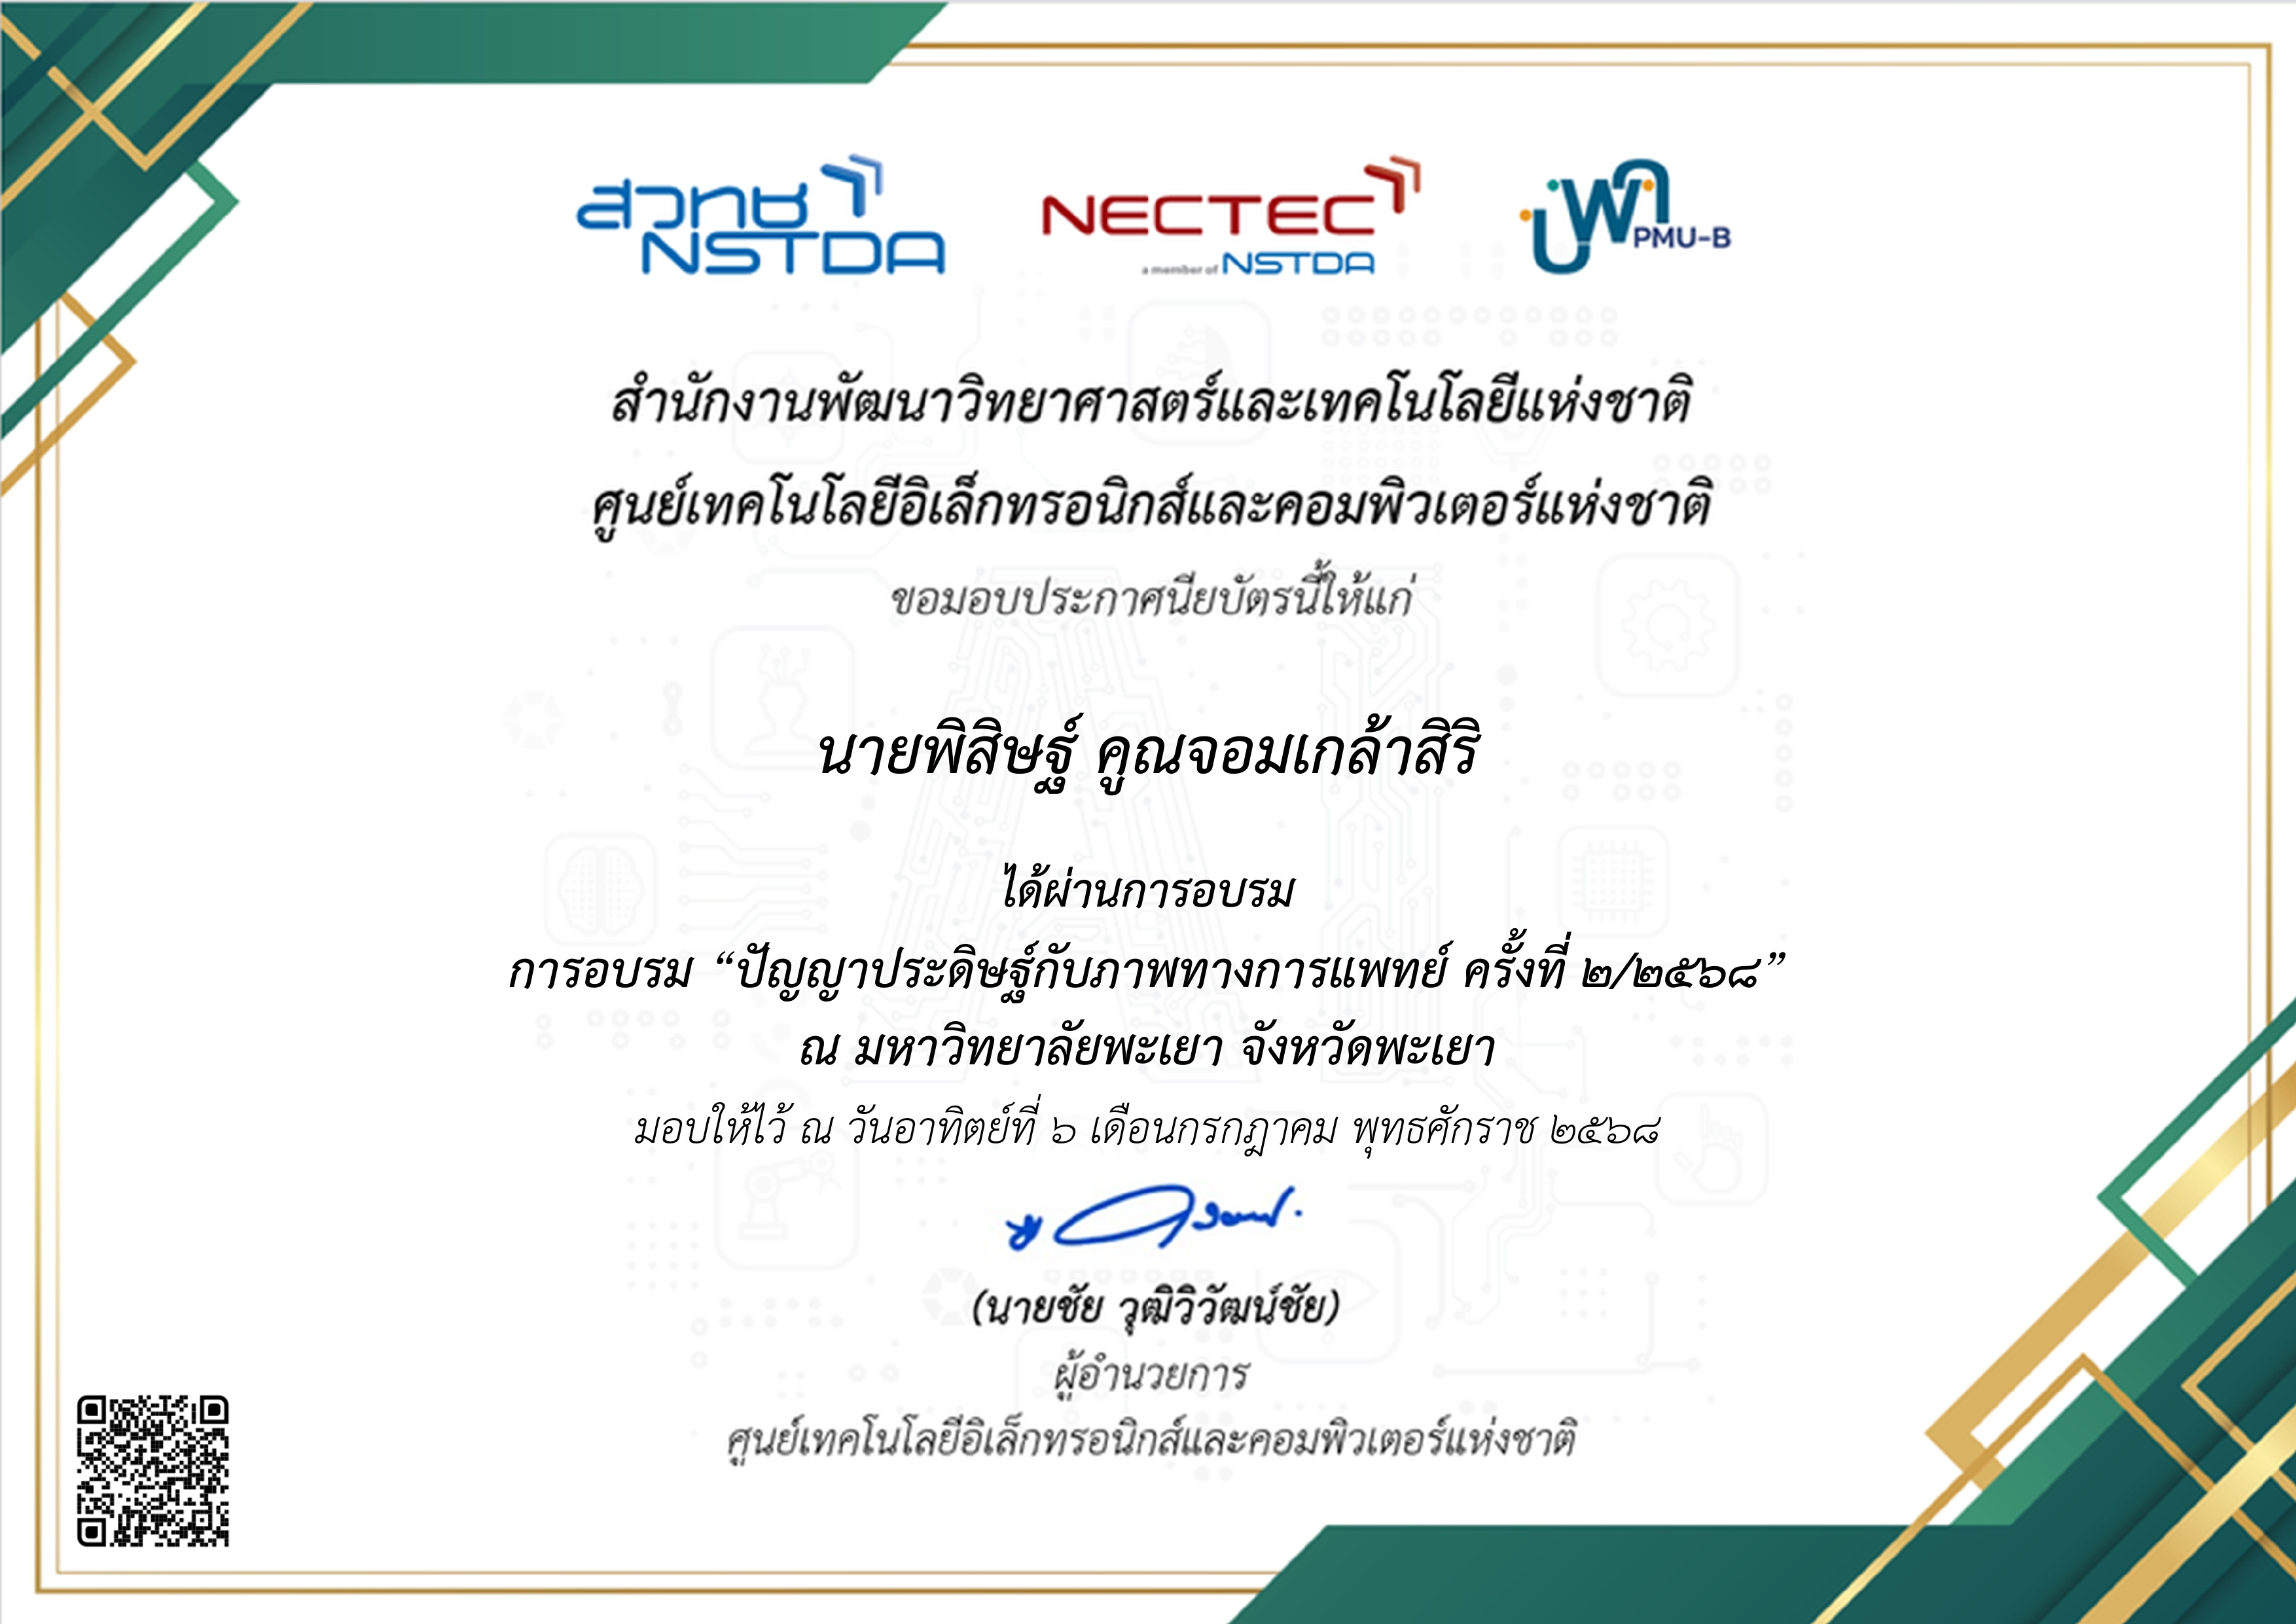 สวทช
NSTDA
NECTEC
a member of NSTDA
บพค
PMU-B
สำนักงานพัฒนาวิทยาศาสตร์และเทคโนโลยีแห่งชาติ
ศูนย์เทคโนโลยีอิเล็กทรอนิกส์และคอมพิวเตอร์แห่งชาติ
ขอมอบประกาศนียบัตรนี้ให้แก่
นายพิสิษฐ์ คูณจอมเกล้าสิริ
ได้ผ่านการอบรม
การอบรม “ปัญญาประดิษฐ์กับภาพทางการแพทย์ ครั้งที่ ๒/๒๕๖๘”
ณ มหาวิทยาลัยพะเยา จังหวัดพะเยา
มอบให้ไว้ ณ วันอาทิตย์ที่ ๖ เดือนกรกฎาคม พุทธศักราช ๒๕๖๘
(นายชัย วุฒิวิวัฒน์ชัย)
ผู้อำนวยการ
ศูนย์เทคโนโลยีอิเล็กทรอนิกส์และคอมพิวเตอร์แห่งชาติ